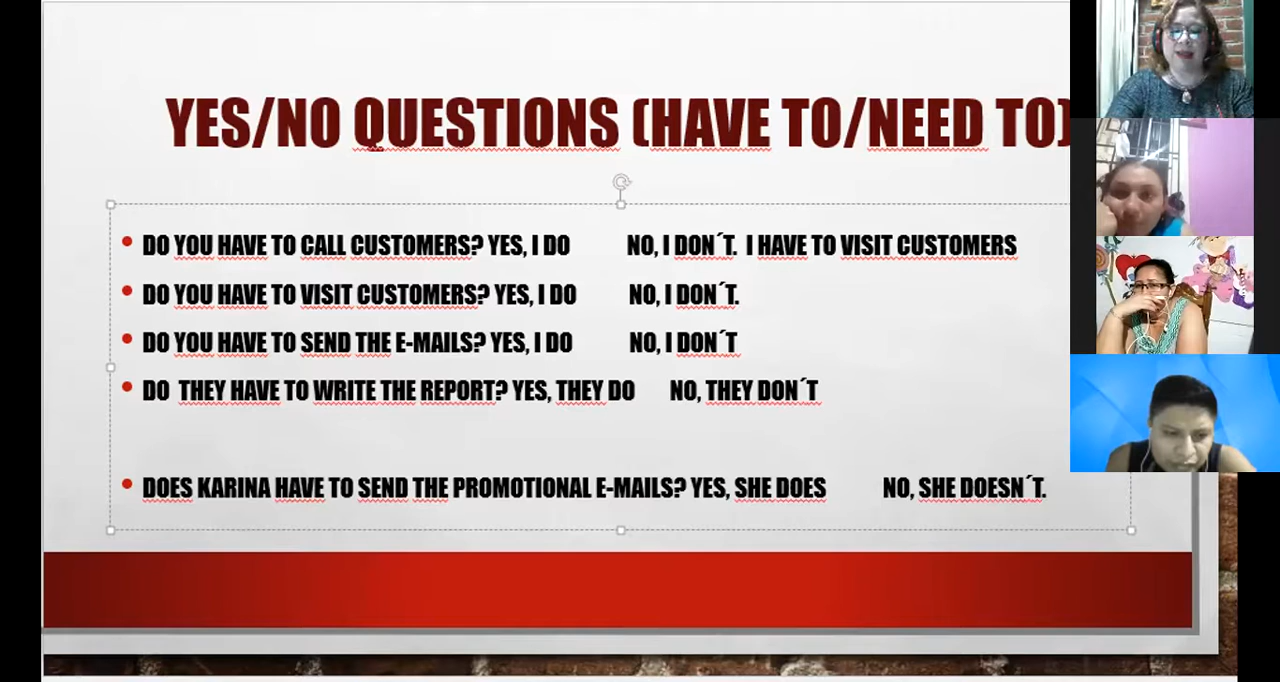 YES/NO QUESTIONS (HAVE TO/NEED TO)
DO YOU HAVE TO CALL CUSTOMERS? YES, I DO NO, I DON´T. I HAVE TO VISIT CUSTOMERS
DO YOU HAVE TO VISIT CUSTOMERS? YES, I DO NO, I DON´T.
DO YOU HAVE TO SEND THE E-MAILS? YES, I DO NO, I DON´T
DO THEY HAVE TO WRITE THE REPORT? YES, THEY DO NO, THEY DON´T
DOES KARINA HAVE TO SEND THE PROMOTIONAL E-MAILS? YES, SHE DOES NO, SHE DOESN´T.